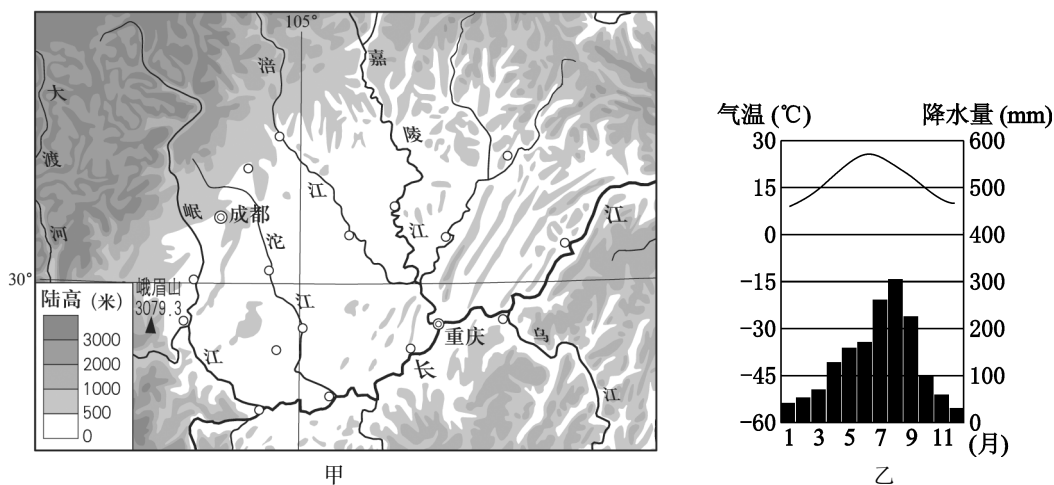 105°
大
渡
河
涪
江
嘉
陵
江
岷
江
成都
沱
江
江
30°
峨眉山
3079.3
重庆
长
乌
江
陆高 (米)
3000
2000
1000
500
0
甲
气温 (℃)
降水量 (mm)
30
15
0
−15
−30
−45
−60
600
500
400
300
200
100
0
1 3 5 7 9 11
(月)
乙